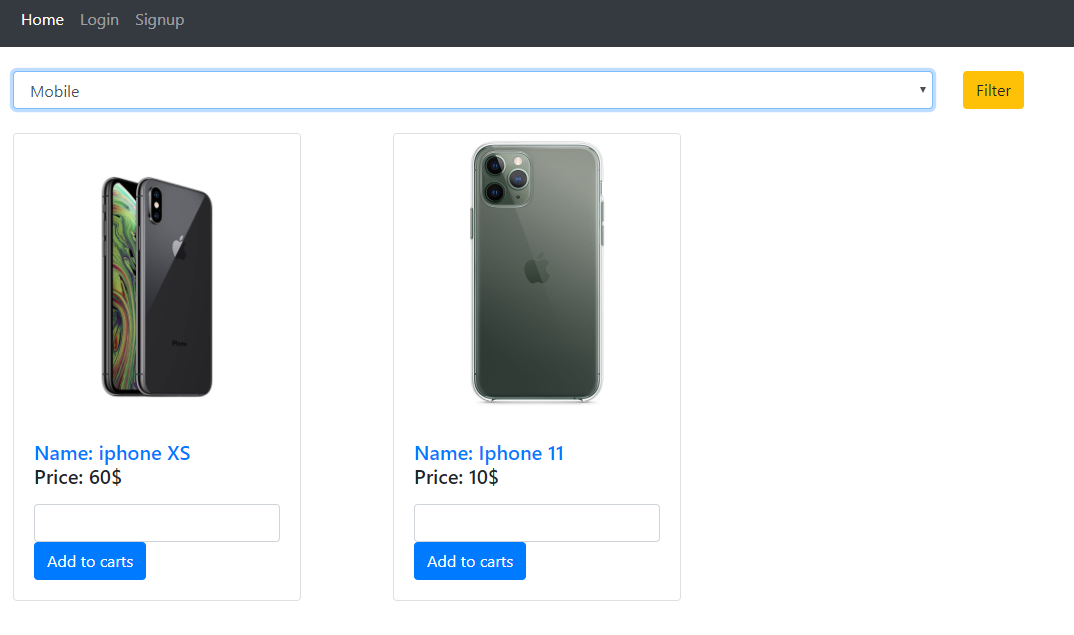 Home Login Signup
Mobile
Filter
Name: iphone XS
Price: 60$
Add to carts
Name: Iphone 11
Price: 10$
Add to carts